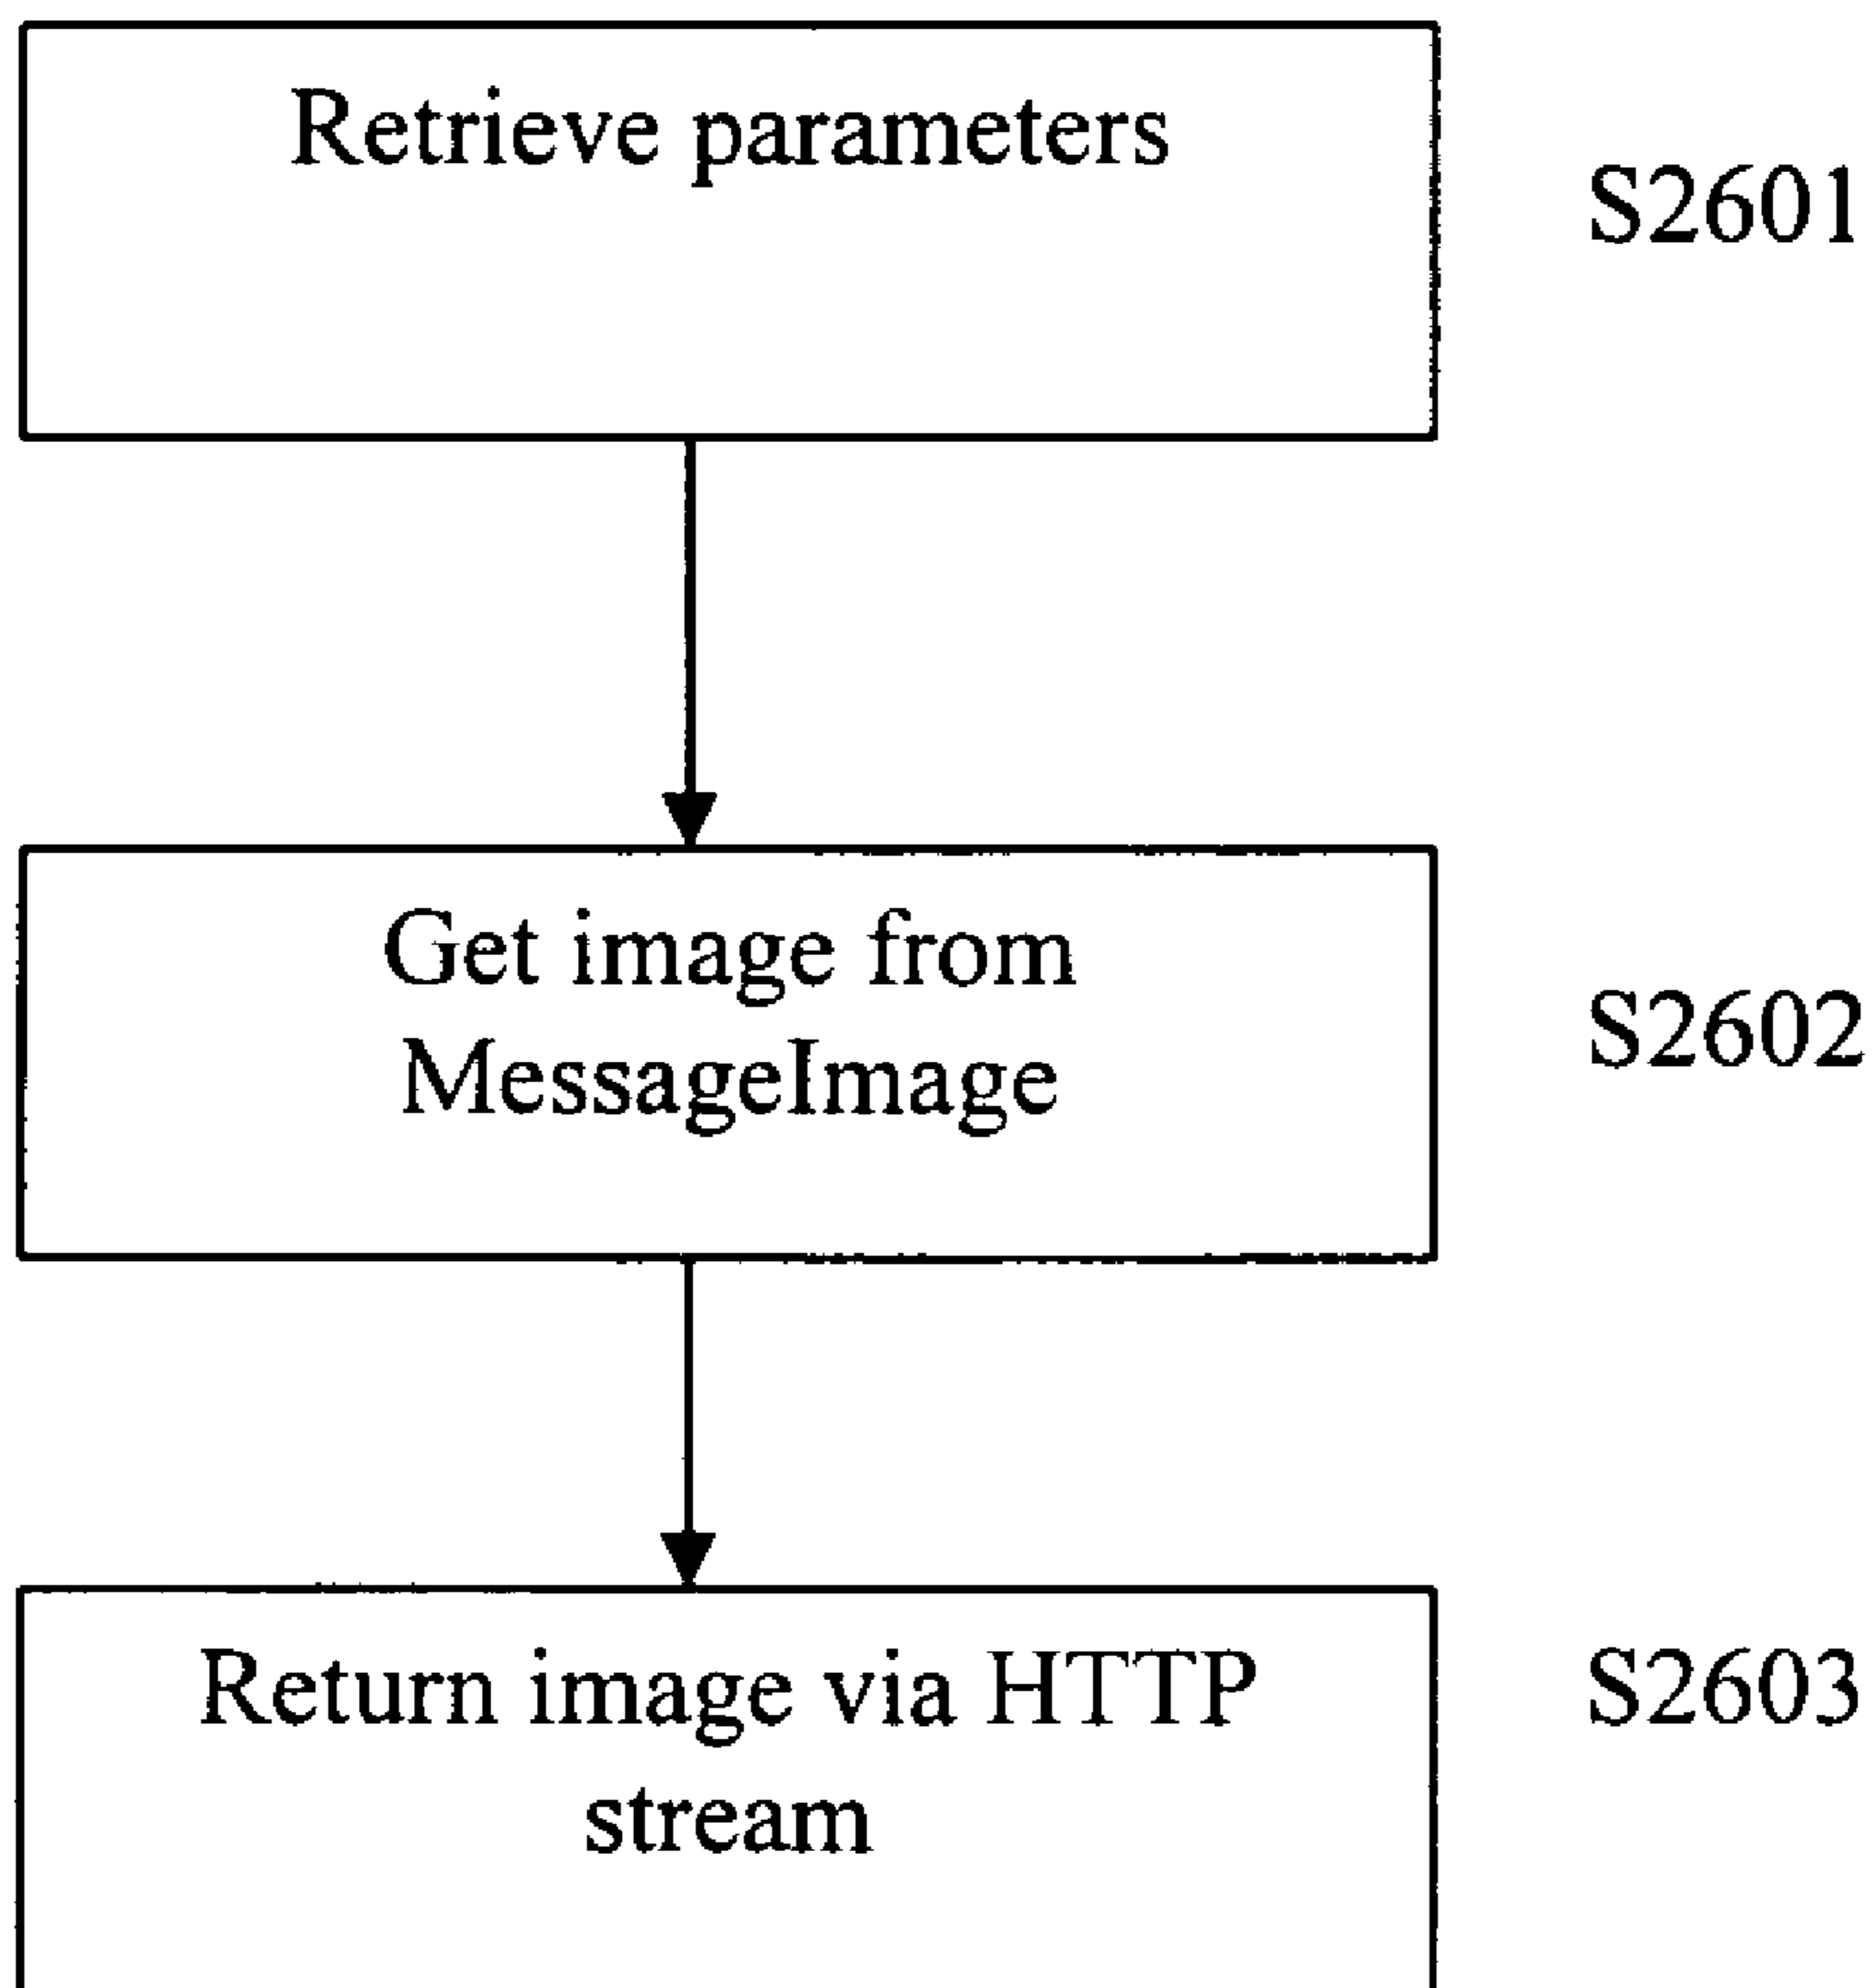 Retrieve parameters
S2601
Get image from
MessageImage
S2602
Return image via HTTP
stream
S2603